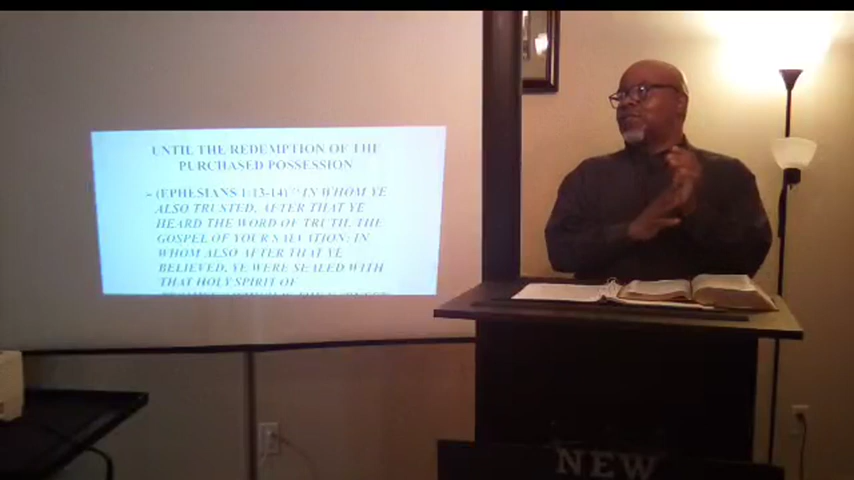 UNTIL THE REDEMPTION OF THE
PURCHASED POSSESSION
– (EPHESIANS 1:13-14) 13 IN WHOM YE
ALSO TRUSTED, AFTER THAT YE
HEARD THE WORD OF TRUTH, THE
GOSPEL OF YOUR SALVATION: IN
WHOM ALSO AFTER THAT YE
BELIEVED, YE WERE SEALED WITH
THAT HOLY SPIRIT OF
NEW